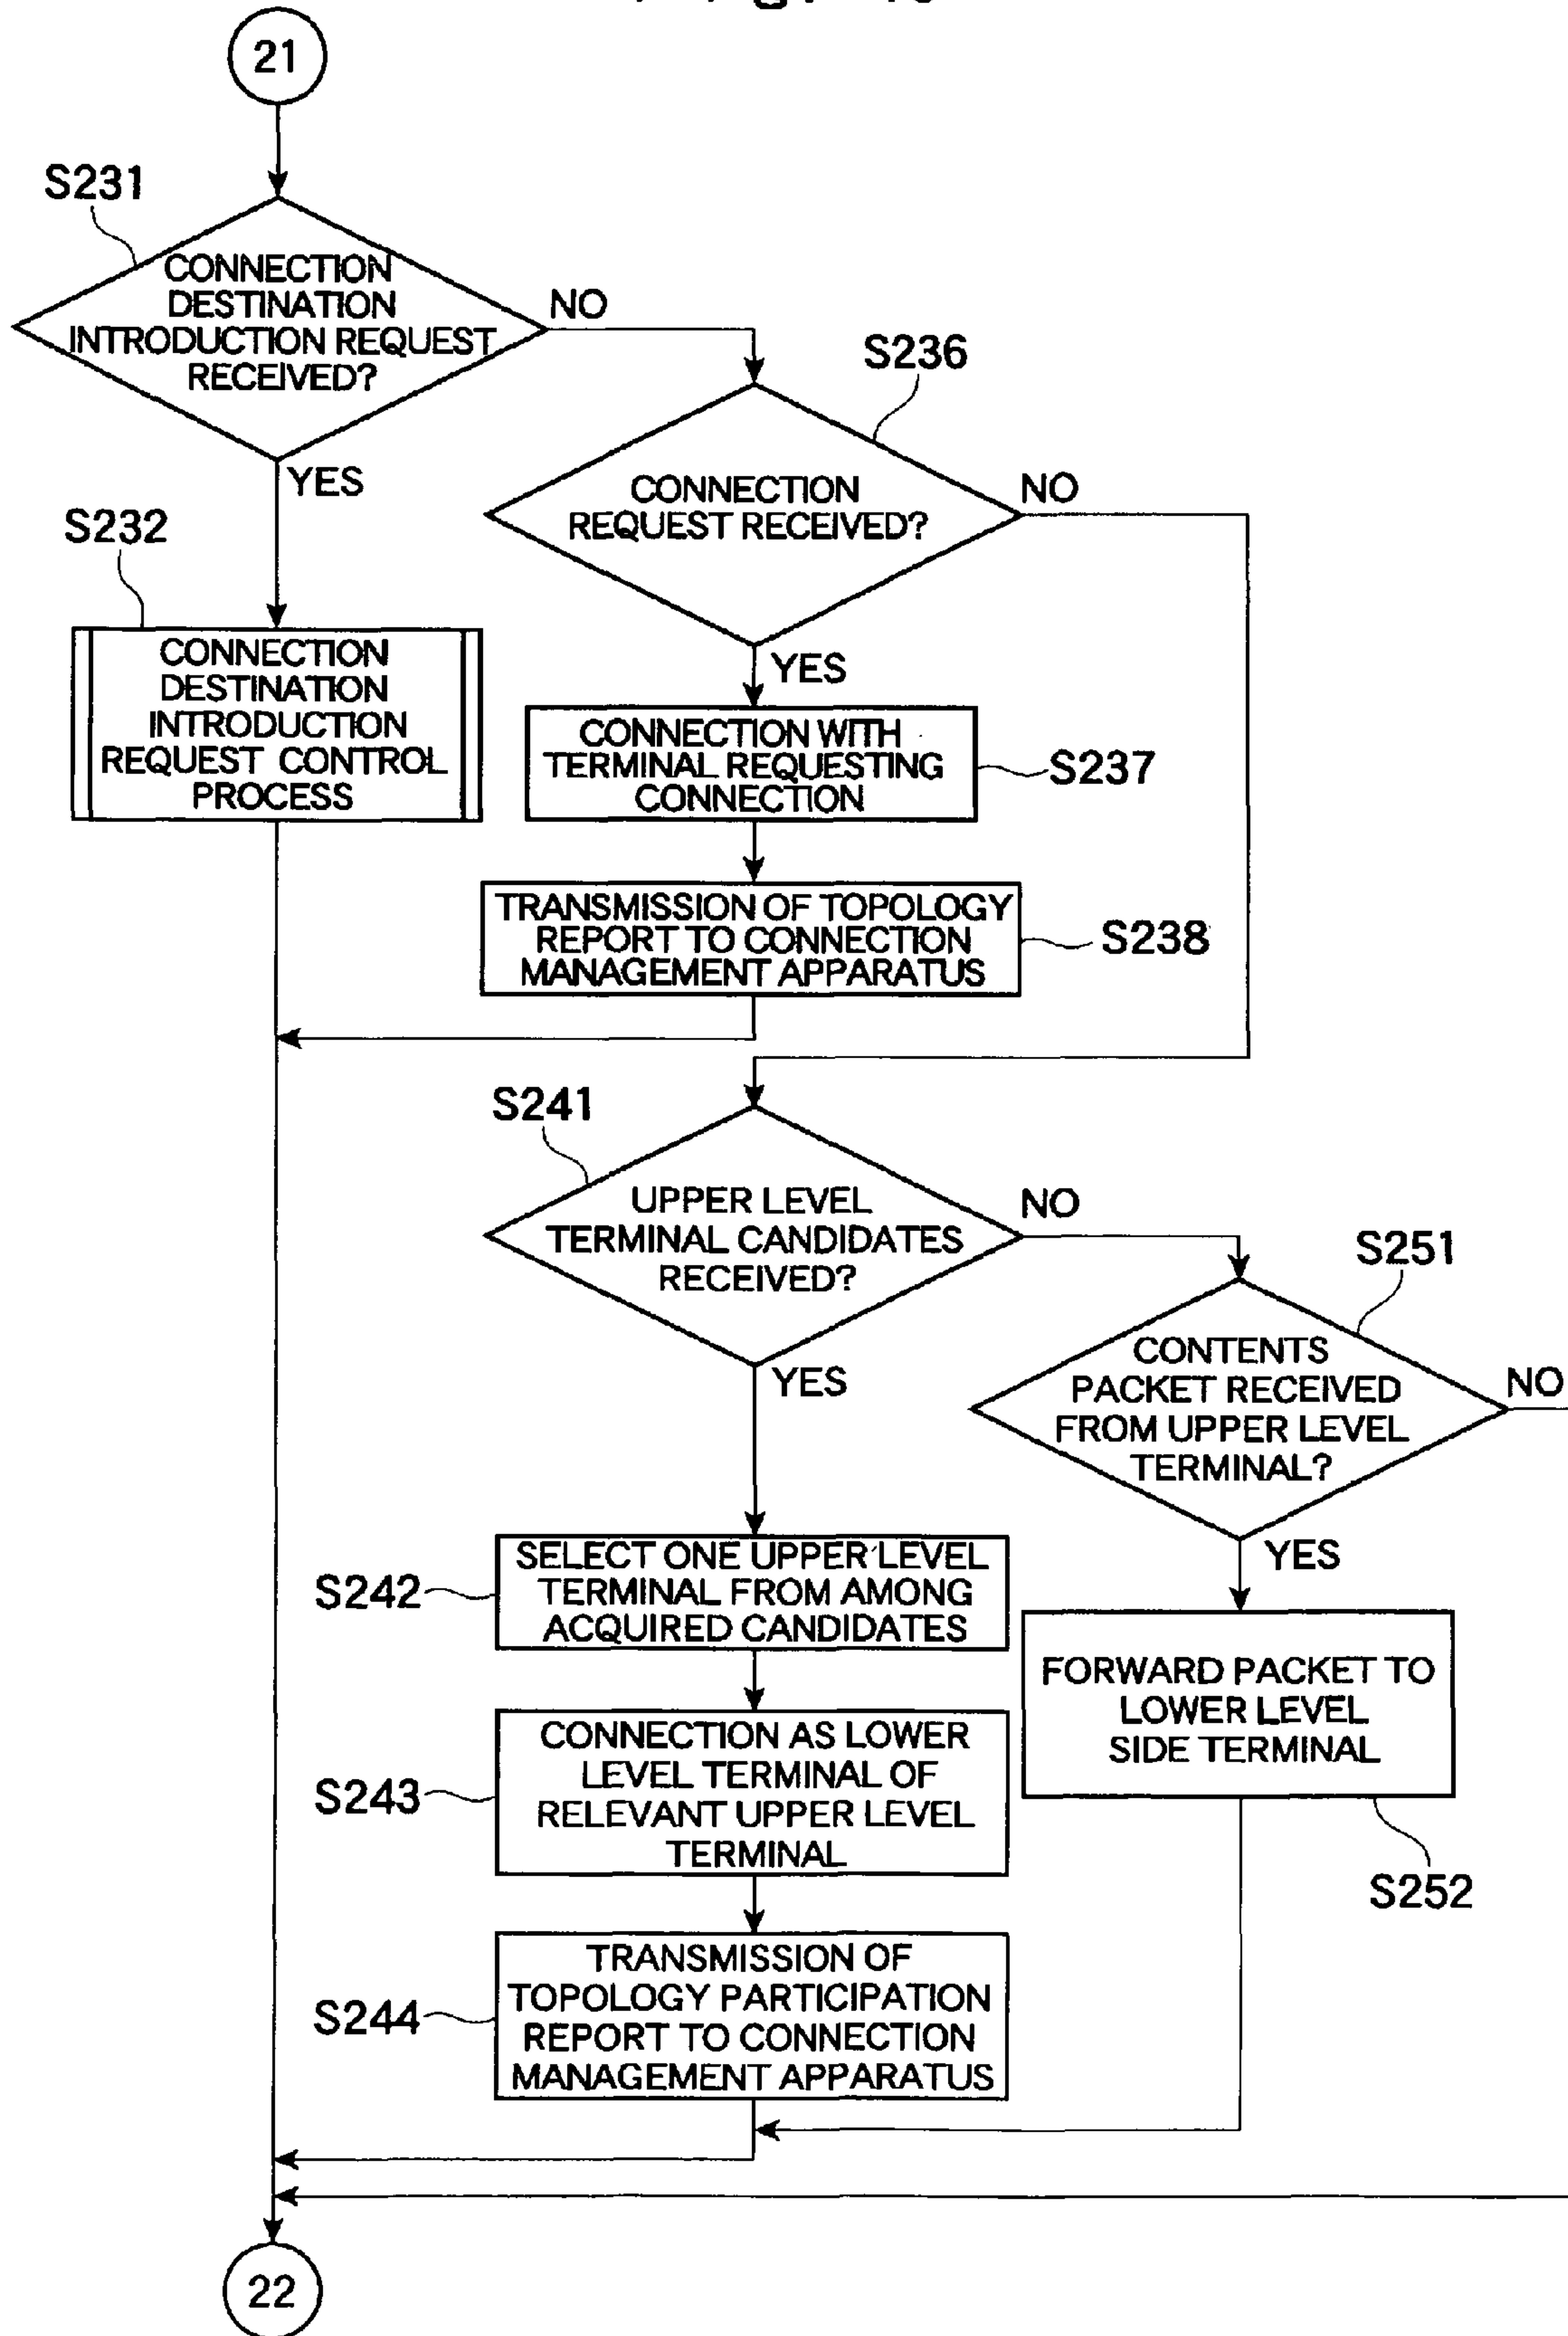 21
S231
CONNECTION
DESTINATION
INTRODUCTION REQUEST
RECEIVED?
NO
YES
S236
CONNECTION
REQUEST RECEIVED?
NO
YES
S232
CONNECTION
DESTINATION
INTRODUCTION
REQUEST CONTROL
PROCESS
CONNECTION WITH
TERMINAL REQUESTING
CONNECTION
S237
TRANSMISSION OF TOPOLOGY
REPORT TO CONNECTION
MANAGEMENT APPARATUS
S238
S241
UPPER LEVEL
TERMINAL CANDIDATES
RECEIVED?
NO
YES
S251
CONTENTS
PACKET RECEIVED
FROM UPPER LEVEL
TERMINAL?
NO
YES
S242
SELECT ONE UPPER LEVEL
TERMINAL FROM AMONG
ACQUIRED CANDIDATES
FORWARD PACKET TO
LOWER LEVEL
SIDE TERMINAL
S252
S243
CONNECTION AS LOWER
LEVEL TERMINAL OF
RELEVANT UPPER LEVEL
TERMINAL
S244
TRANSMISSION OF
TOPOLOGY PARTICIPATION
REPORT TO CONNECTION
MANAGEMENT APPARATUS
22